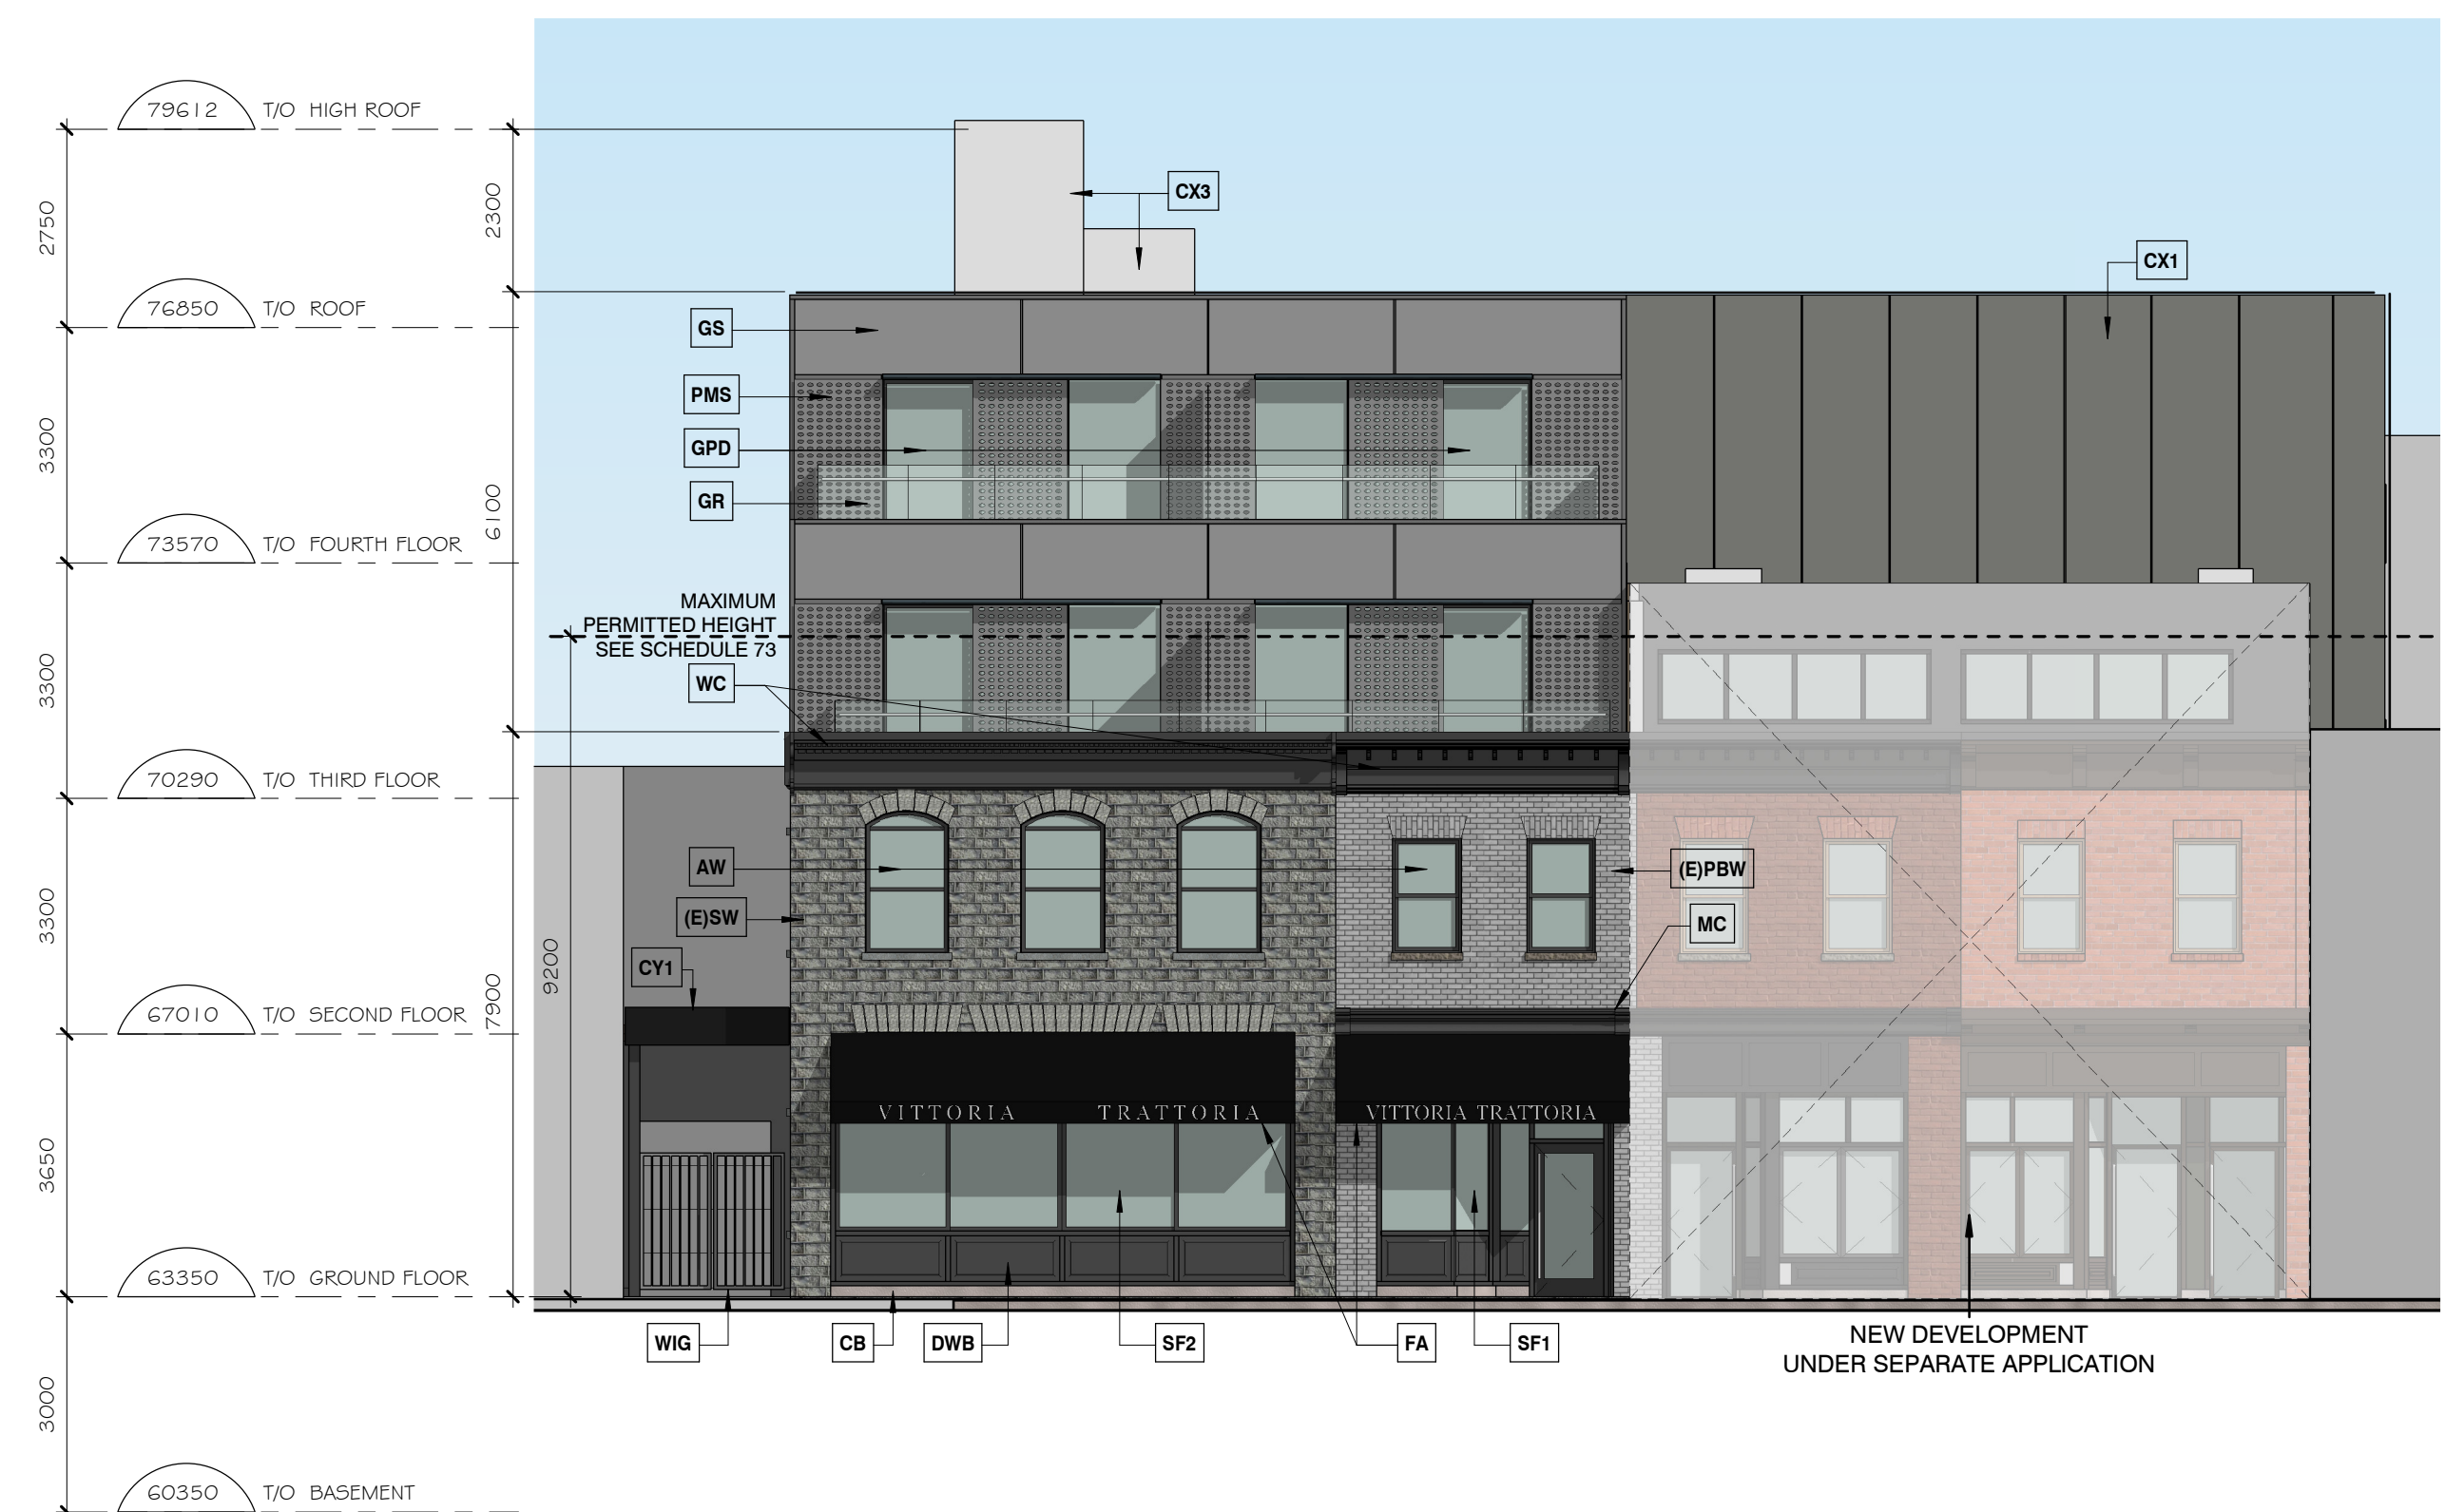 79612 T/O HIGH ROOF
2750
2300
CX3
CX1
76850 T/O ROOF
GS
PMS
3300
GPD
GR
6100
73570 T/O FOURTH FLOOR
MAXIMUM
PERMITTED HEIGHT
SEE SCHEDULE 73
3300
WC
70290 T/O THIRD FLOOR
AW
(E)PBW
3300
(E)SW
MC
9200
CY1
7900
67010 T/O SECOND FLOOR
VITTORIA TRATTORIA
VITTORIA TRATTORIA
3650
63350 T/O GROUND FLOOR
WIG
CB
DWB
SF2
FA
SF1
NEW DEVELOPMENT
UNDER SEPARATE APPLICATION
3000
60350 T/O BASEMENT